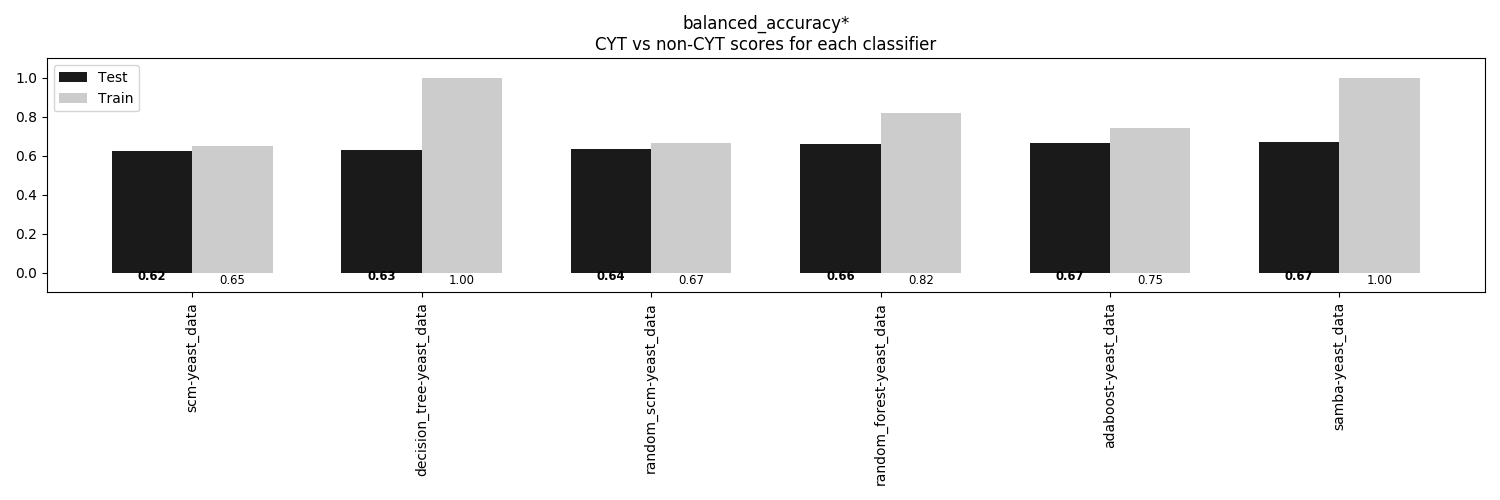 balanced_accuracy*
CYT vs non-CYT scores for each classifier
Test
Train
1.0
0.8
0.6
0.4
0.2
0.0
0.62
0.65
0.63
1.00
0.64
0.67
0.66
0.82
0.67
0.75
0.67
1.00
scm-yeast_data
decision_tree-yeast_data
random_scm-yeast_data
random_forest-yeast_data
adaboost-yeast_data
samba-yeast_data